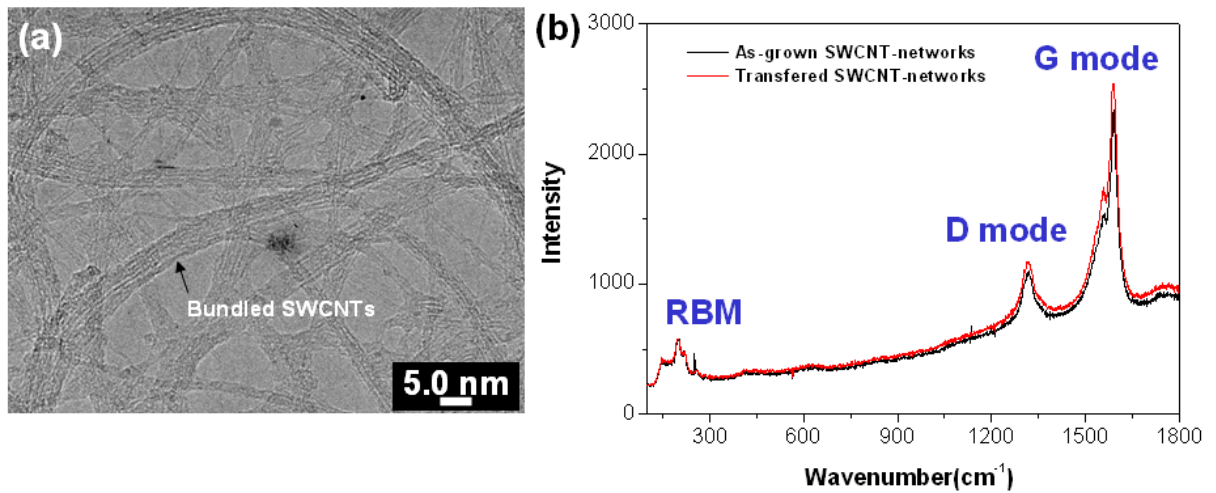 (a)
Bundled SWCNTs
5.0 nm
(b)
3000
2000
1000
0
Intensity
As-grown SWCNT-networks
Transfered SWCNT-networks
G mode
D mode
RBM
300 600 900 1200 1500 1800
Wavenumber(cm⁻¹)